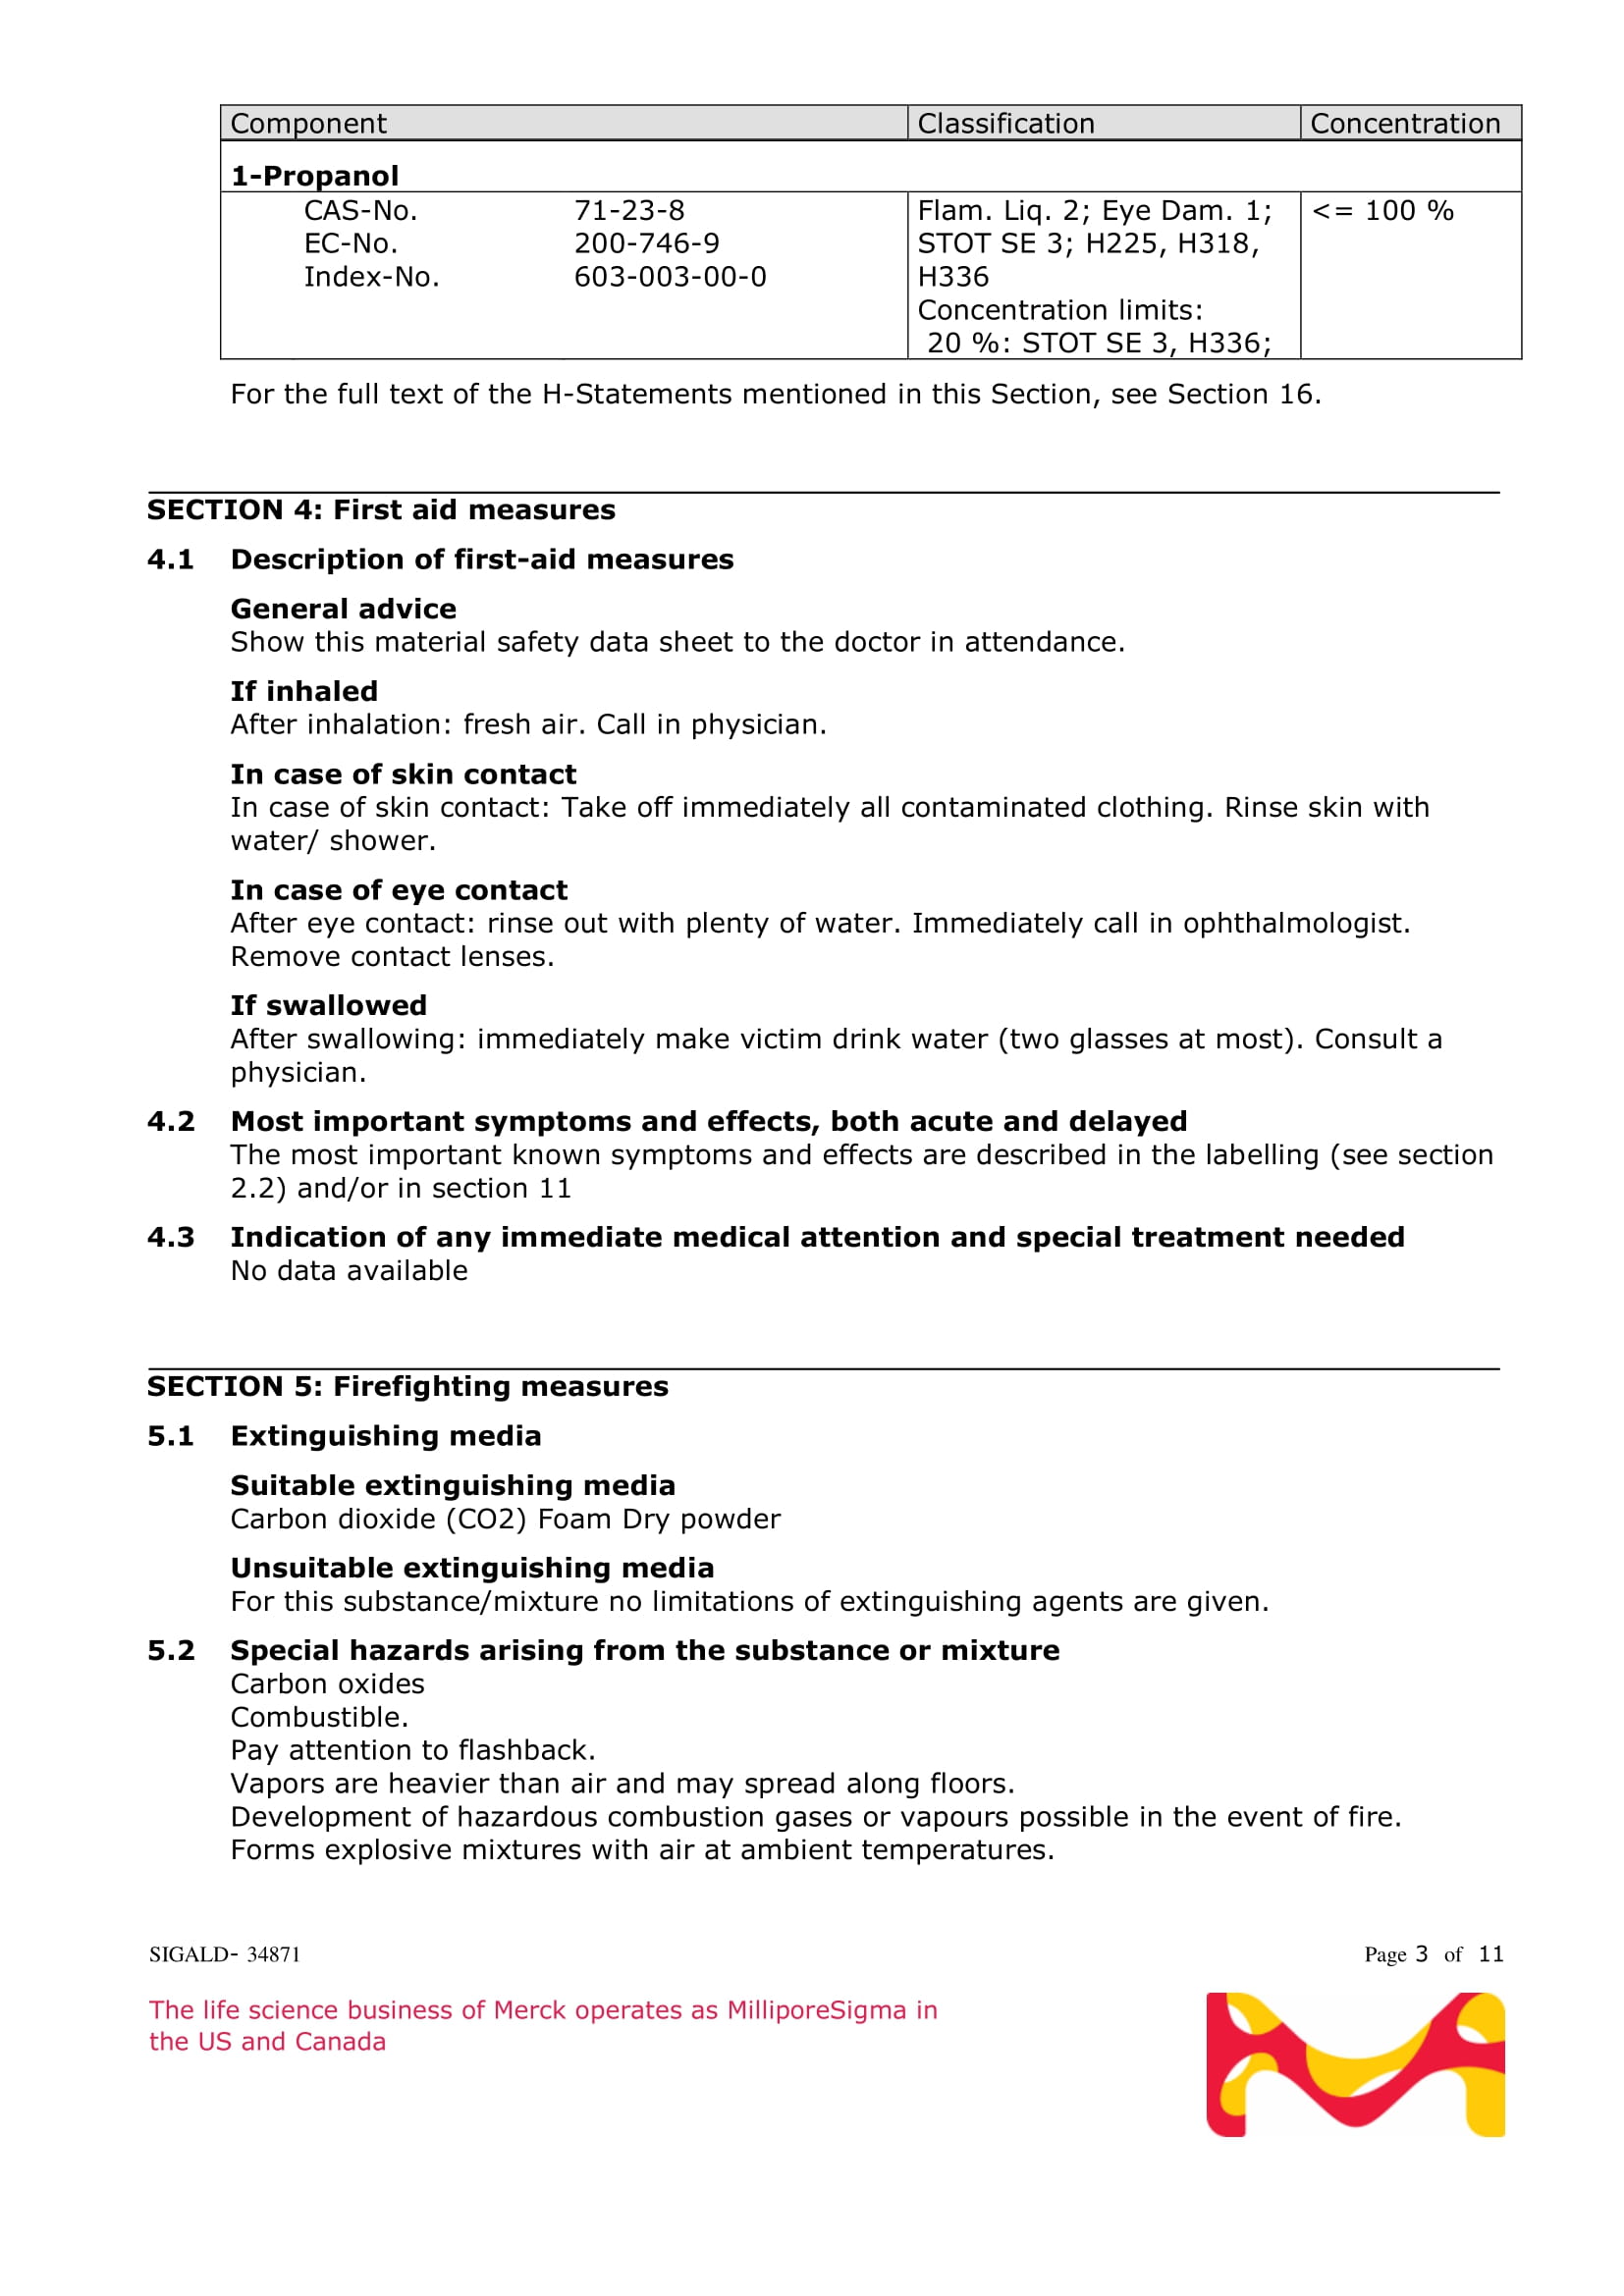 Component Classification Concentration
1-Propanol
CAS-No. 71-23-8 Flam. Liq. 2; Eye Dam. 1; <= 100 %
EC-No. 200-746-9 STOT SE 3; H225, H318,
Index-No. 603-003-00-0 H336
Concentration limits:
20 %: STOT SE 3, H336;
For the full text of the H-Statements mentioned in this Section, see Section 16.
SECTION 4: First aid measures
4.1 Description of first-aid measures
General advice
Show this material safety data sheet to the doctor in attendance.
If inhaled
After inhalation: fresh air. Call in physician.
In case of skin contact
In case of skin contact: Take off immediately all contaminated clothing. Rinse skin with
water/ shower.
In case of eye contact
After eye contact: rinse out with plenty of water. Immediately call in ophthalmologist.
Remove contact lenses.
If swallowed
After swallowing: immediately make victim drink water (two glasses at most). Consult a
physician.
4.2 Most important symptoms and effects, both acute and delayed
The most important known symptoms and effects are described in the labelling (see section
2.2) and/or in section 11
4.3 Indication of any immediate medical attention and special treatment needed
No data available
SECTION 5: Firefighting measures
5.1 Extinguishing media
Suitable extinguishing media
Carbon dioxide (CO2) Foam Dry powder
Unsuitable extinguishing media
For this substance/mixture no limitations of extinguishing agents are given.
5.2 Special hazards arising from the substance or mixture
Carbon oxides
Combustible.
Pay attention to flashback.
Vapors are heavier than air and may spread along floors.
Development of hazardous combustion gases or vapours possible in the event of fire.
Forms explosive mixtures with air at ambient temperatures.
SIGALD- 34871 Page 3 of 11
The life science business of Merck operates as MilliporeSigma in
the US and Canada